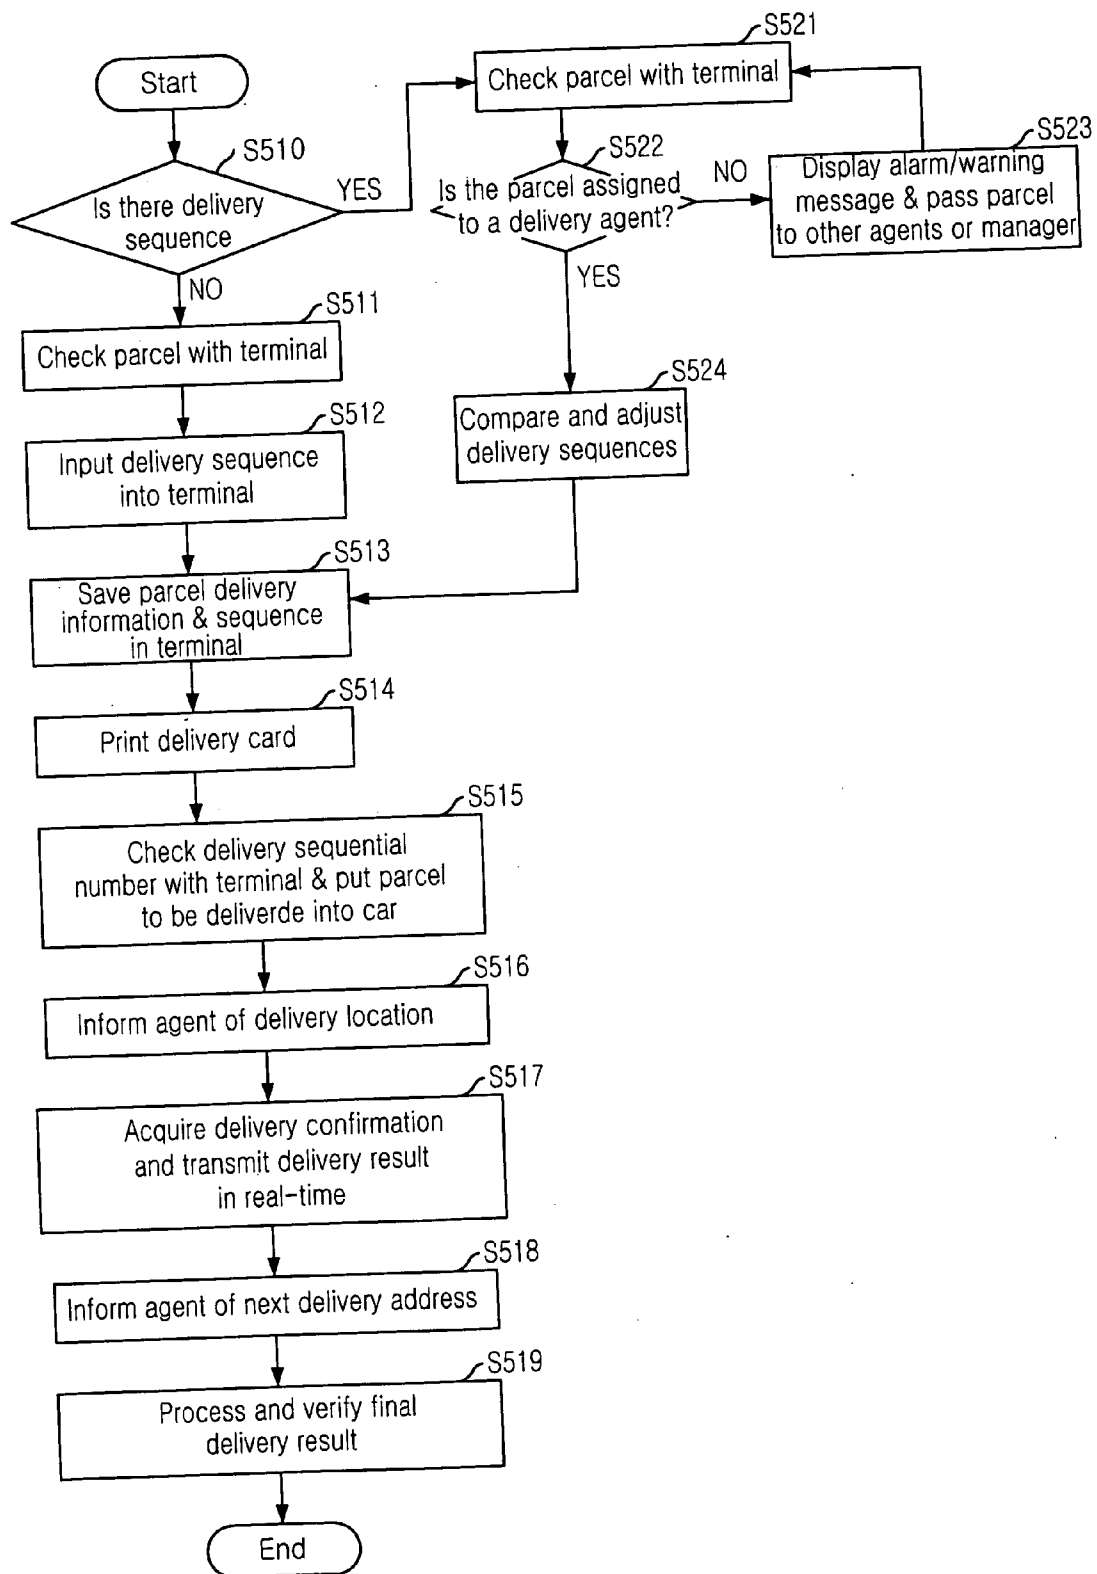 Start
S510
Is there delivery
sequence
YES
NO
S521
Check parcel with terminal
S522
Is the parcel assigned
to a delivery agent?
NO
YES
S523
Display alarm/warning
message & pass parcel
to other agents or manager
S524
Compare and adjust
delivery sequences
S511
Check parcel with terminal
S512
Input delivery sequence
into terminal
S513
Save parcel delivery
information & sequence
in terminal
S514
Print delivery card
S515
Check delivery sequential
number with terminal & put parcel
to be deliverde into car
S516
Inform agent of delivery location
S517
Acquire delivery confirmation
and transmit delivery result
in real-time
S518
Inform agent of next delivery address
S519
Process and verify final
delivery result
End